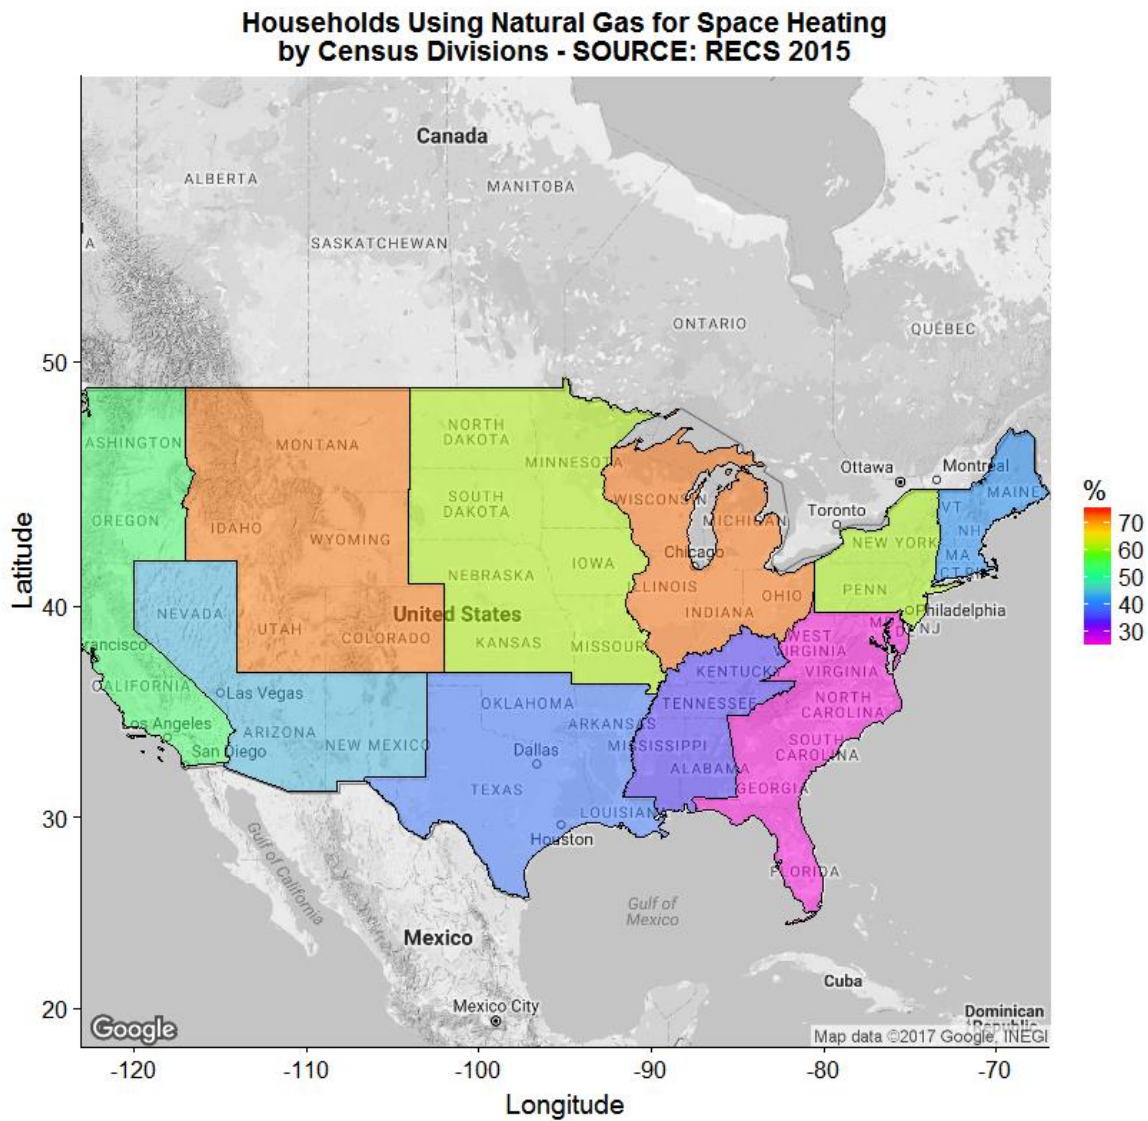 Households Using Natural Gas for Space Heating
by Census Divisions - SOURCE: RECS 2015
Canada
ALBERTA
MANITOBA
A
SASKATCHEWAN
ONTARIO
QUÉBEC
50
NORTH
DAKOTA
ASHINGTON
MONTANA
MINNESOTA
Ottawa
Montréal
MAINE
%
SOUTH
DAKOTA
WISCONSIN
VT
70
OREGON
IDAHO
MICHIGAN
Toronto
NH
60
WYOMING
Chicago
NEW YORK
MA
50
IOWA
CT RI
NEBRASKA
ILLINOIS
OHIO
PENN
40
40
United States
INDIANA
Philadelphia
30
NEVADA
UTAH
COLORADO
KANSAS
MISSOUR
NJ
WEST
VIRGINIA
rancisco
KENTUCKY
VIRGINIA
CALIFORNIA
Las Vegas
OKLAHOMA
TENNESSEE
NORTH
CAROLINA
Los Angeles
ARIZONA
ARKANSAS
San Diego
NEW MEXICO
Dallas
MISSISSIPPI
SOUTH
CAROLINA
ALABAMA
TEXAS
GEORGIA
30
LOUISIANA
Houston
Gulf of California
FLORIDA
Gulf of
Mexico
Mexico
Cuba
20
Mexico City
Dominican
Republic
Google
Map data ©2017 Google, INEGI
-120
-110
-100
-90
-80
-70
Longitude
Latitude